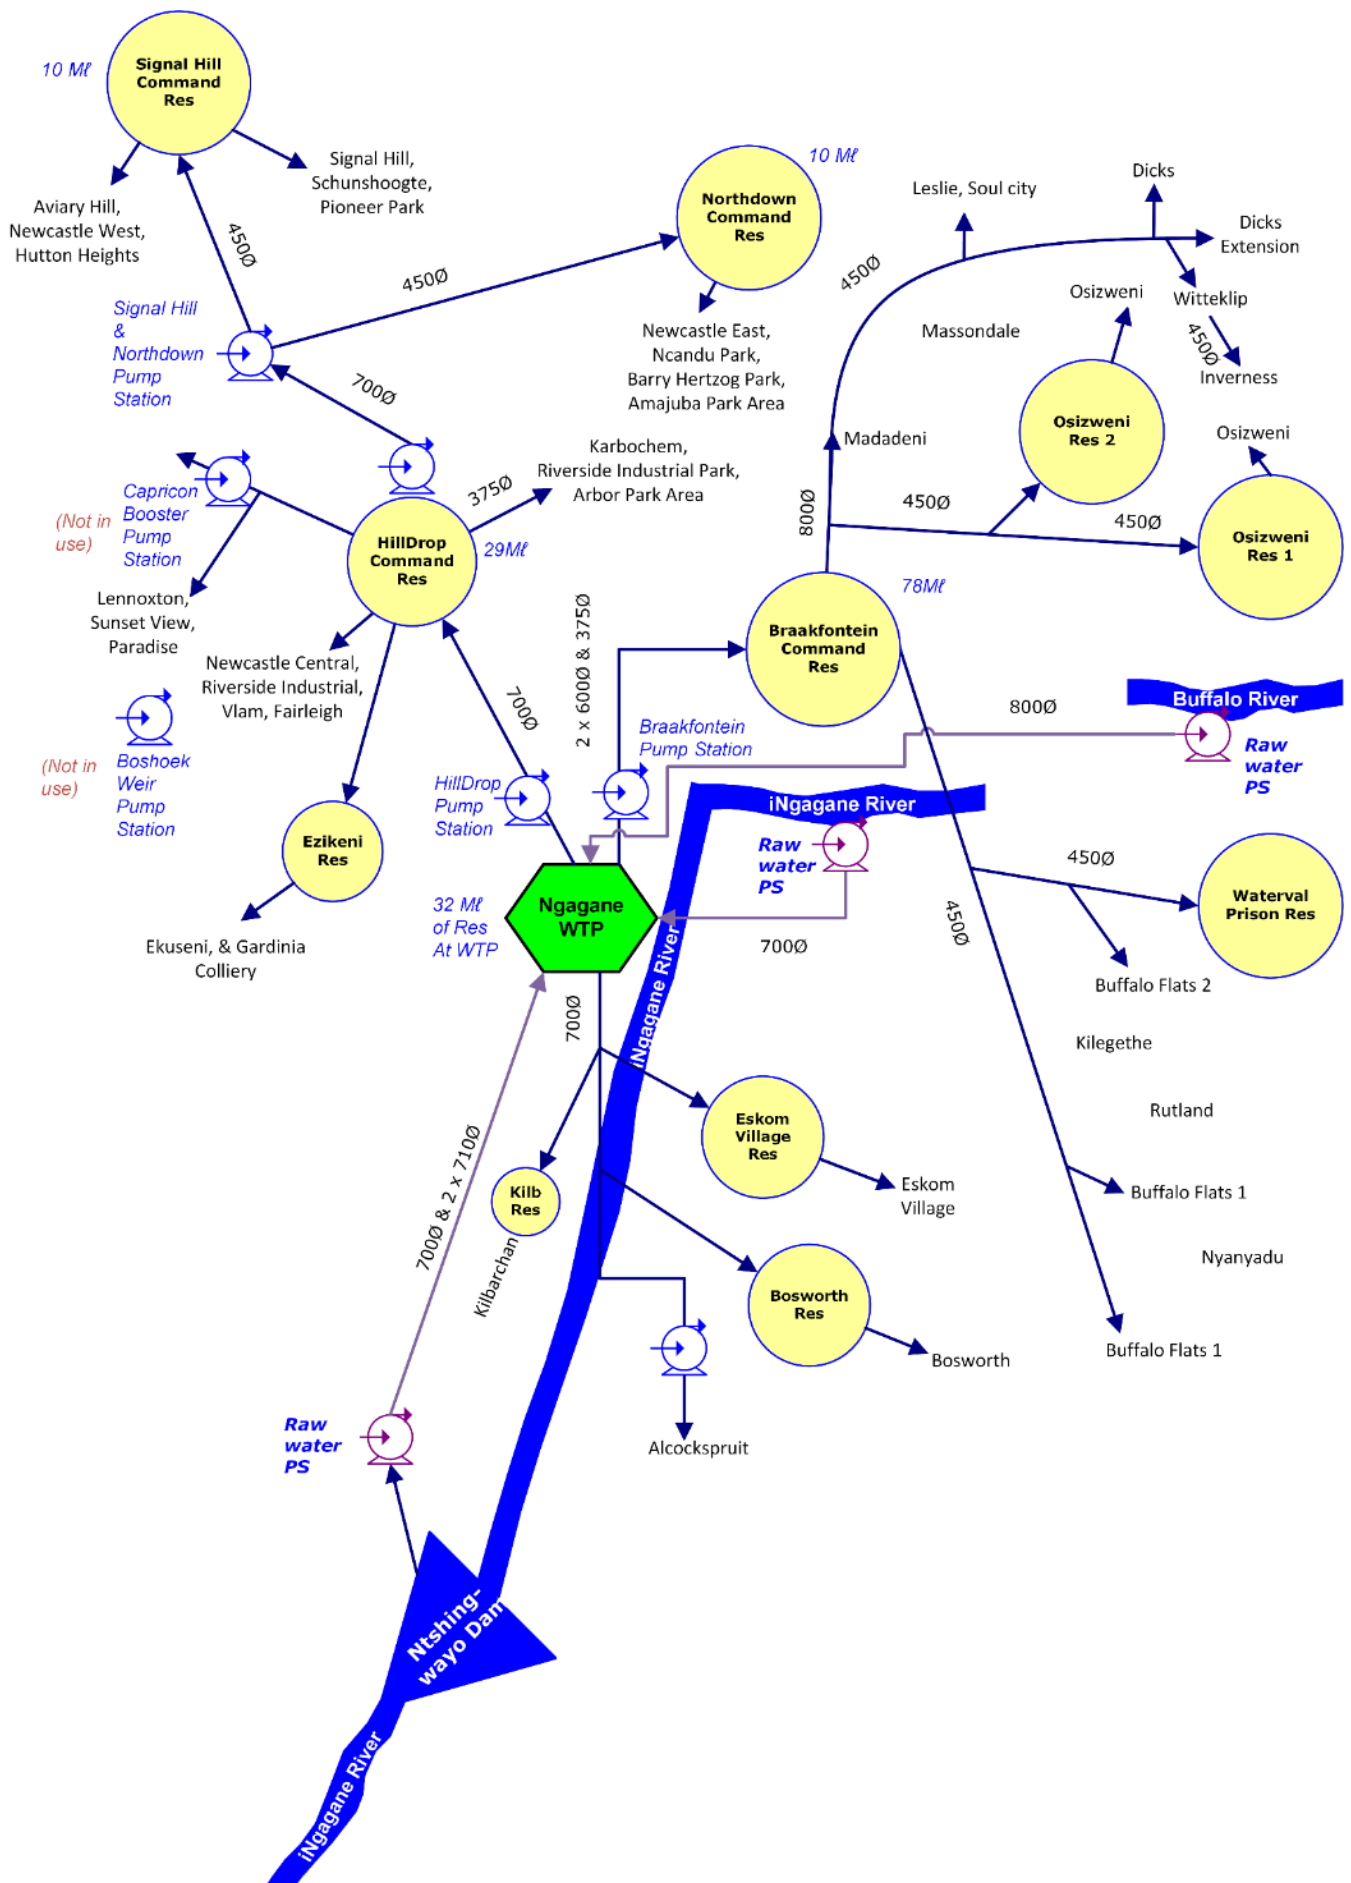 Signal Hill
Command
Res
10 Mℓ
Signal Hill,
Schunshoogte,
Pioneer Park
Aviary Hill,
Newcastle West,
Hutton Heights
450Ø
Northdown
Command
Res
10 Mℓ
450Ø
Newcastle East,
Ncandu Park,
Barry Hertzog Park,
Amajuba Park Area
Signal Hill
&
Northdown
Pump
Station
700Ø
Leslie, Soul city
Dicks
Dicks
Extension
450Ø
Witteklip
450Ø
Inverness
Osizweni
Massondale
Osizweni
Res 2
Osizweni
Osizweni
Res 1
Madadeni
800Ø
450Ø
450Ø
Karbochem,
Riverside Industrial Park,
Arbor Park Area
375Ø
Capricon
Booster
Pump
Station
(Not in
use)
HillDrop
Command
Res
29Mℓ
Lennoxton,
Sunset View,
Paradise
Newcastle Central,
Riverside Industrial,
Vlam, Fairleigh
Braakfontein
Command
Res
78Mℓ
2 x 600Ø & 375Ø
700Ø
(Not in
use)
Boshoek
Weir
Pump
Station
HillDrop
Pump
Station
Braakfontein
Pump Station
800Ø
Buffalo River
Raw
water
PS
iNgagane River
Raw
water
PS
Ezikeni
Res
Ekuseni, & Gardinia
Colliery
32 Mℓ
of Res
At WTP
Ngagane
WTP
700Ø
iNgagane River
450Ø
450Ø
Waterval
Prison Res
Buffalo Flats 2
Kilegethe
Rutland
Buffalo Flats 1
Nyanyadu
Buffalo Flats 1
700Ø
Eskom
Village
Res
Eskom
Village
Kilb
Res
Kilbarchan
Bosworth
Res
Bosworth
Alcockspruit
700Ø & 2 x 710Ø
Raw
water
PS
Ntshing-
wayo Dam
iNgagane River